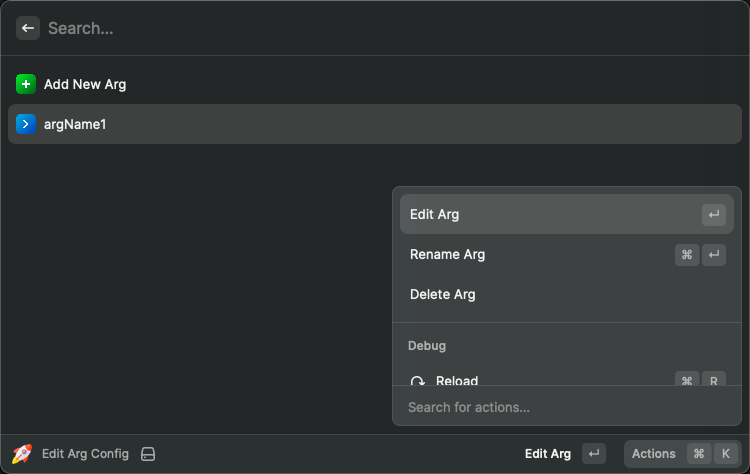 Search...
Add New Arg
argName1
Edit Arg
Rename Arg ⌘
Delete Arg
Debug
Reload ⌘ R
Search for actions...
Edit Arg Config Edit Arg Actions ⌘ K